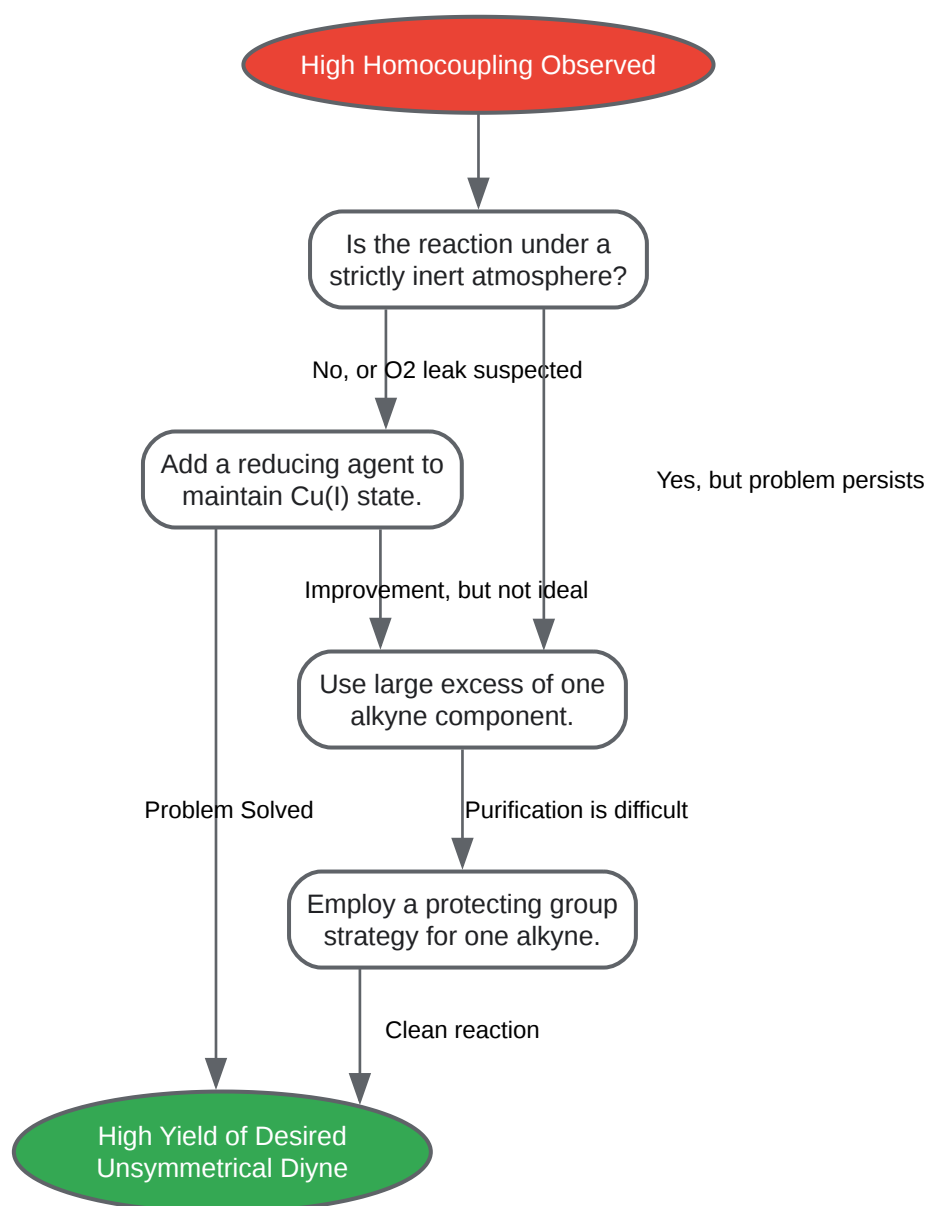 High Homocoupling Observed
Is the reaction under a
strictly inert atmosphere?
No, or O2 leak suspected
Add a reducing agent to
maintain Cu(I) state.
Yes, but problem persists
Improvement, but not ideal
Use large excess of one
alkyne component.
Problem Solved
Purification is difficult
Employ a protecting group
strategy for one alkyne.
Clean reaction
High Yield of Desired
Unsymmetrical Diyne